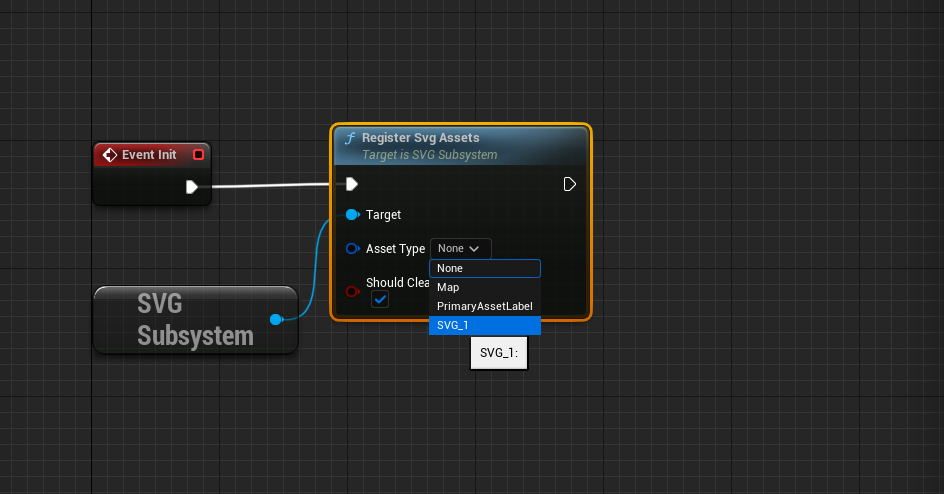 Event Init
f Register Svg Assets
Target is SVG Subsystem
Target
Asset Type
None
None
Should Clea
Map
PrimaryAssetLabel
SVG_1
SVG_1:
SVG
Subsystem